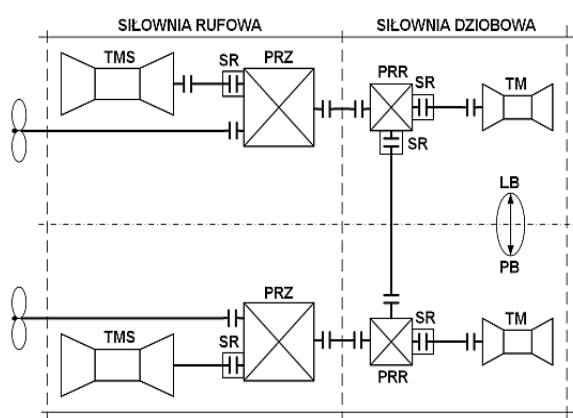 SIŁOWNIA RUFOWA SIŁOWNIA DZIOBOWA
TMS SR PRZ PRR SR TM
SR
LB
PB
PRZ
TMS SR SR TM
PRR